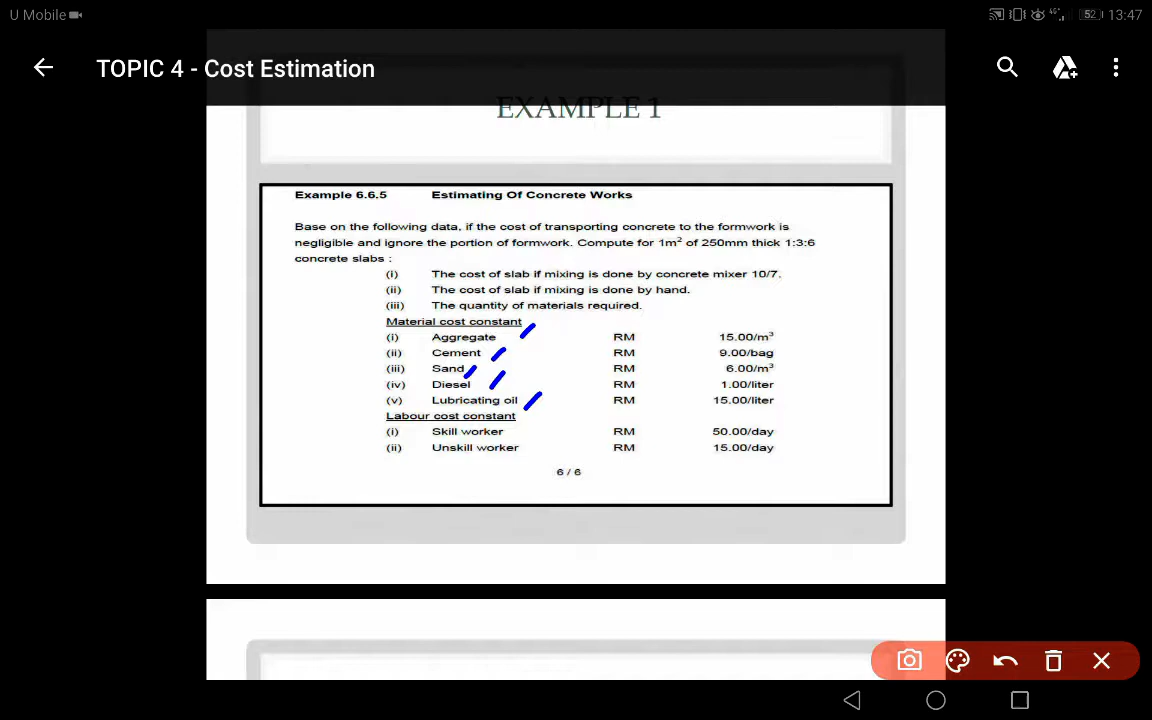 U Mobile 52 13:47
TOPIC 4 - Cost Estimation
EXAMPLE 1
Example 6.6.5 Estimating Of Concrete Works
Base on the following data, if the cost of transporting concrete to the formwork is
negligible and ignore the portion of formwork. Compute for 1m² of 250mm thick 1:3:6
concrete slabs :
(i) The cost of slab if mixing is done by concrete mixer 10/7.
(ii) The cost of slab if mixing is done by hand.
(iii) The quantity of materials required.
Material cost constant
(i) Aggregate RM 15.00/m³
(ii) Cement RM 9.00/bag
(iii) Sand RM 6.00/m³
(iv) Diesel RM 1.00/liter
(v) Lubricating oil RM 15.00/liter
Labour cost constant
(i) Skill worker RM 50.00/day
(ii) Unskill worker RM 15.00/day
6 / 6